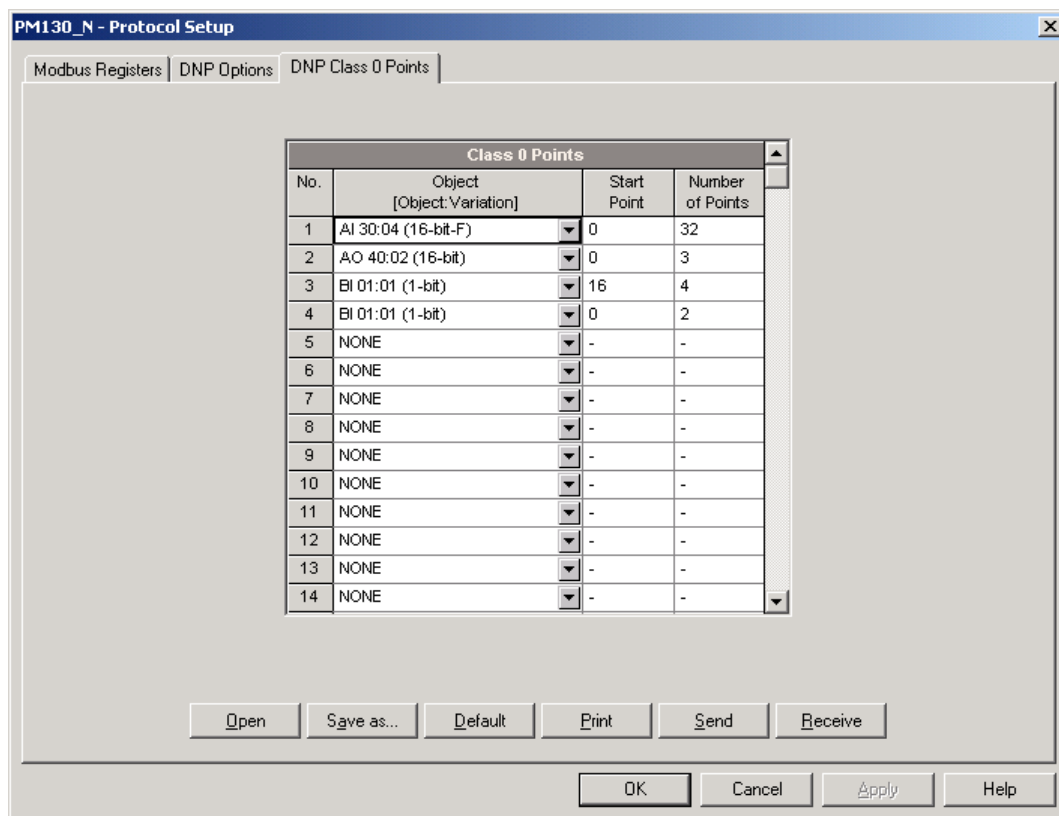 PM130_N - Protocol Setup
Modbus Registers DNP Options DNP Class 0 Points
Class 0 Points
No. Object [Object:Variation] Start Point Number of Points
1 AI 30:04 (16-bit-F) 0 32
2 AO 40:02 (16-bit) 0 3
3 BI 01:01 (1-bit) 16 4
4 BI 01:01 (1-bit) 0 2
5 NONE - -
6 NONE - -
7 NONE - -
8 NONE - -
9 NONE - -
10 NONE - -
11 NONE - -
12 NONE - -
13 NONE - -
14 NONE - -
Open Save as... Default Print Send Receive
OK Cancel Apply Help